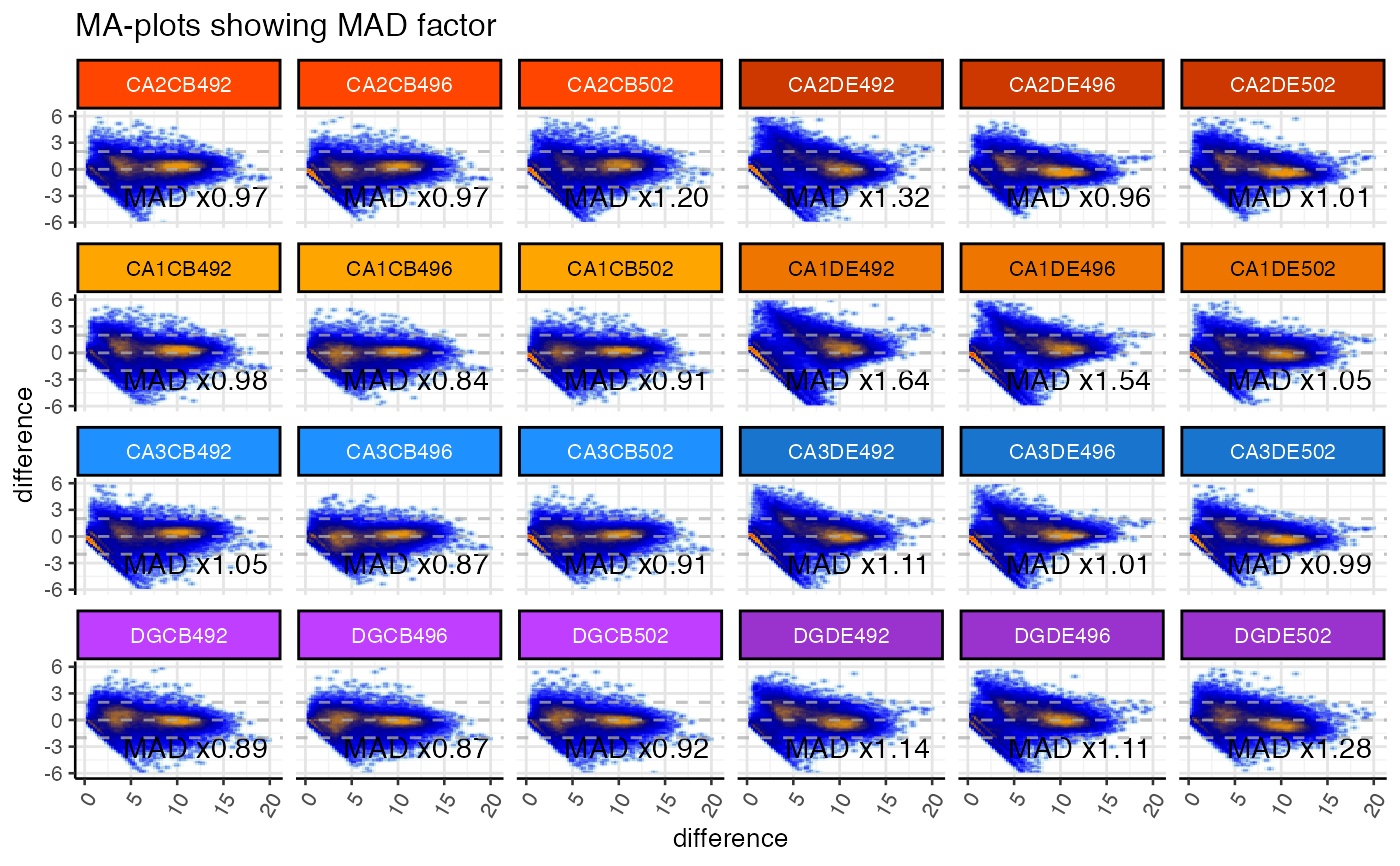 MA-plots showing MAD factor
CA2CB492 CA2CB496 CA2CB502 CA2DE492 CA2DE496 CA2DE502
6
3
0
-3
-6
MAD x0.97 MAD x0.97 MAD x1.20 MAD x1.32 MAD x0.96 MAD x1.01
CA1CB492 CA1CB496 CA1CB502 CA1DE492 CA1DE496 CA1DE502
6
3
0
-3
-6
MAD x0.98 MAD x0.84 MAD x0.91 MAD x1.64 MAD x1.54 MAD x1.05
difference
CA3CB492 CA3CB496 CA3CB502 CA3DE492 CA3DE496 CA3DE502
6
3
0
-3
-6
MAD x1.05 MAD x0.87 MAD x0.91 MAD x1.11 MAD x1.01 MAD x0.99
DGCB492 DGCB496 DGCB502 DGDE492 DGDE496 DGDE502
6
3
0
-3
-6
MAD x0.89 MAD x0.87 MAD x0.92 MAD x1.14 MAD x1.11 MAD x1.28
0 5 10 15 20 0 5 10 15 20 0 5 10 15 20 0 5 10 15 20 0 5 10 15 20 0 5 10 15 20
difference